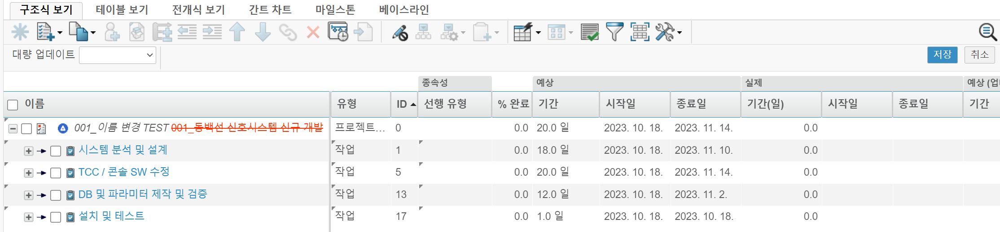 구조식 보기 테이블 보기 전개식 보기 간트 차트 마일스톤 베이스라인
대량 업데이트 저장 취소
종속성 예상 실제
이름 유형 ID 선행 유형 % 완료 기간 시작일 종료일 기간(일) 시작일 종료일 기간
001_이름 변경 TEST 001_동백선 신호시스템 신규 개발 프로젝트... 0 0.0 20.0 일 2023. 10. 18. 2023. 11. 14. 0.0
시스템 분석 및 설계 작업 1 0.0 18.0 일 2023. 10. 18. 2023. 11. 10. 0.0
TCC / 콘솔 SW 수정 작업 5 0.0 20.0 일 2023. 10. 18. 2023. 11. 14. 0.0
DB 및 파라미터 제작 및 검증 작업 13 0.0 12.0 일 2023. 10. 18. 2023. 11. 2. 0.0
설치 및 테스트 작업 17 0.0 1.0 일 2023. 10. 18. 2023. 10. 18. 0.0